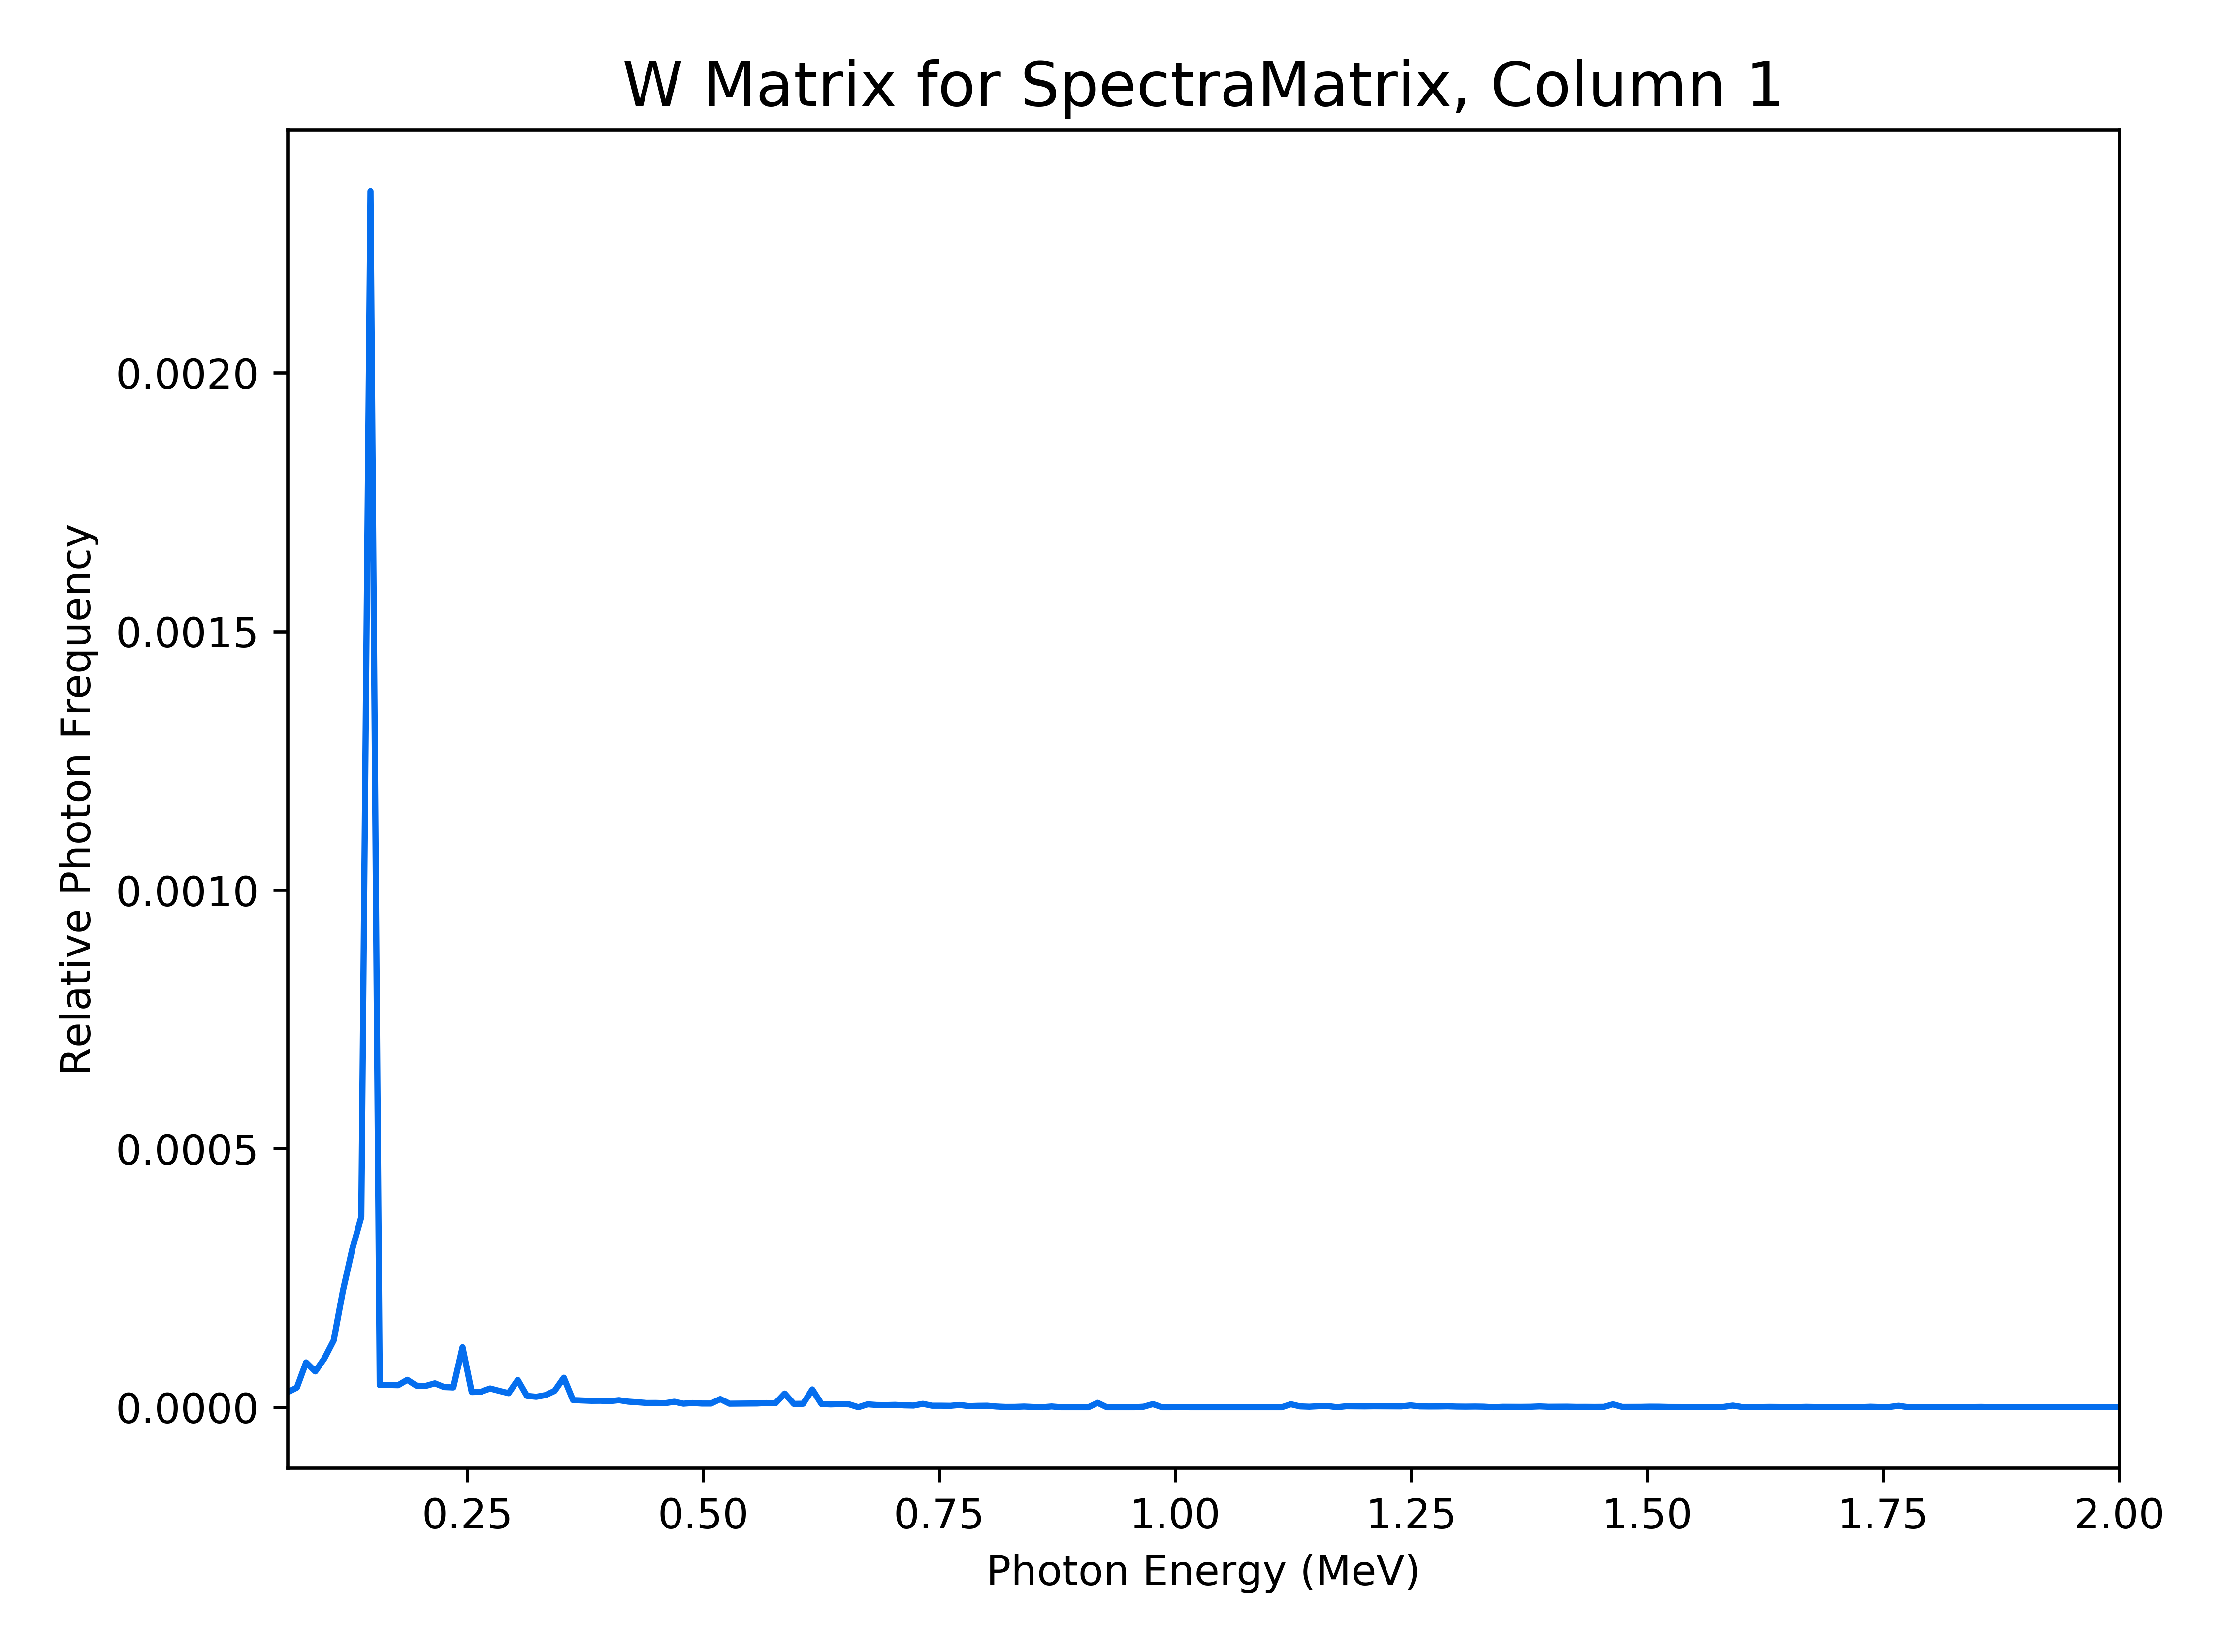 W Matrix for SpectraMatrix, Column 1
Relative Photon Frequency
0.0020
0.0015
0.0010
0.0005
0.0000
0.25 0.50 0.75 1.00 1.25 1.50 1.75 2.00
Photon Energy (MeV)